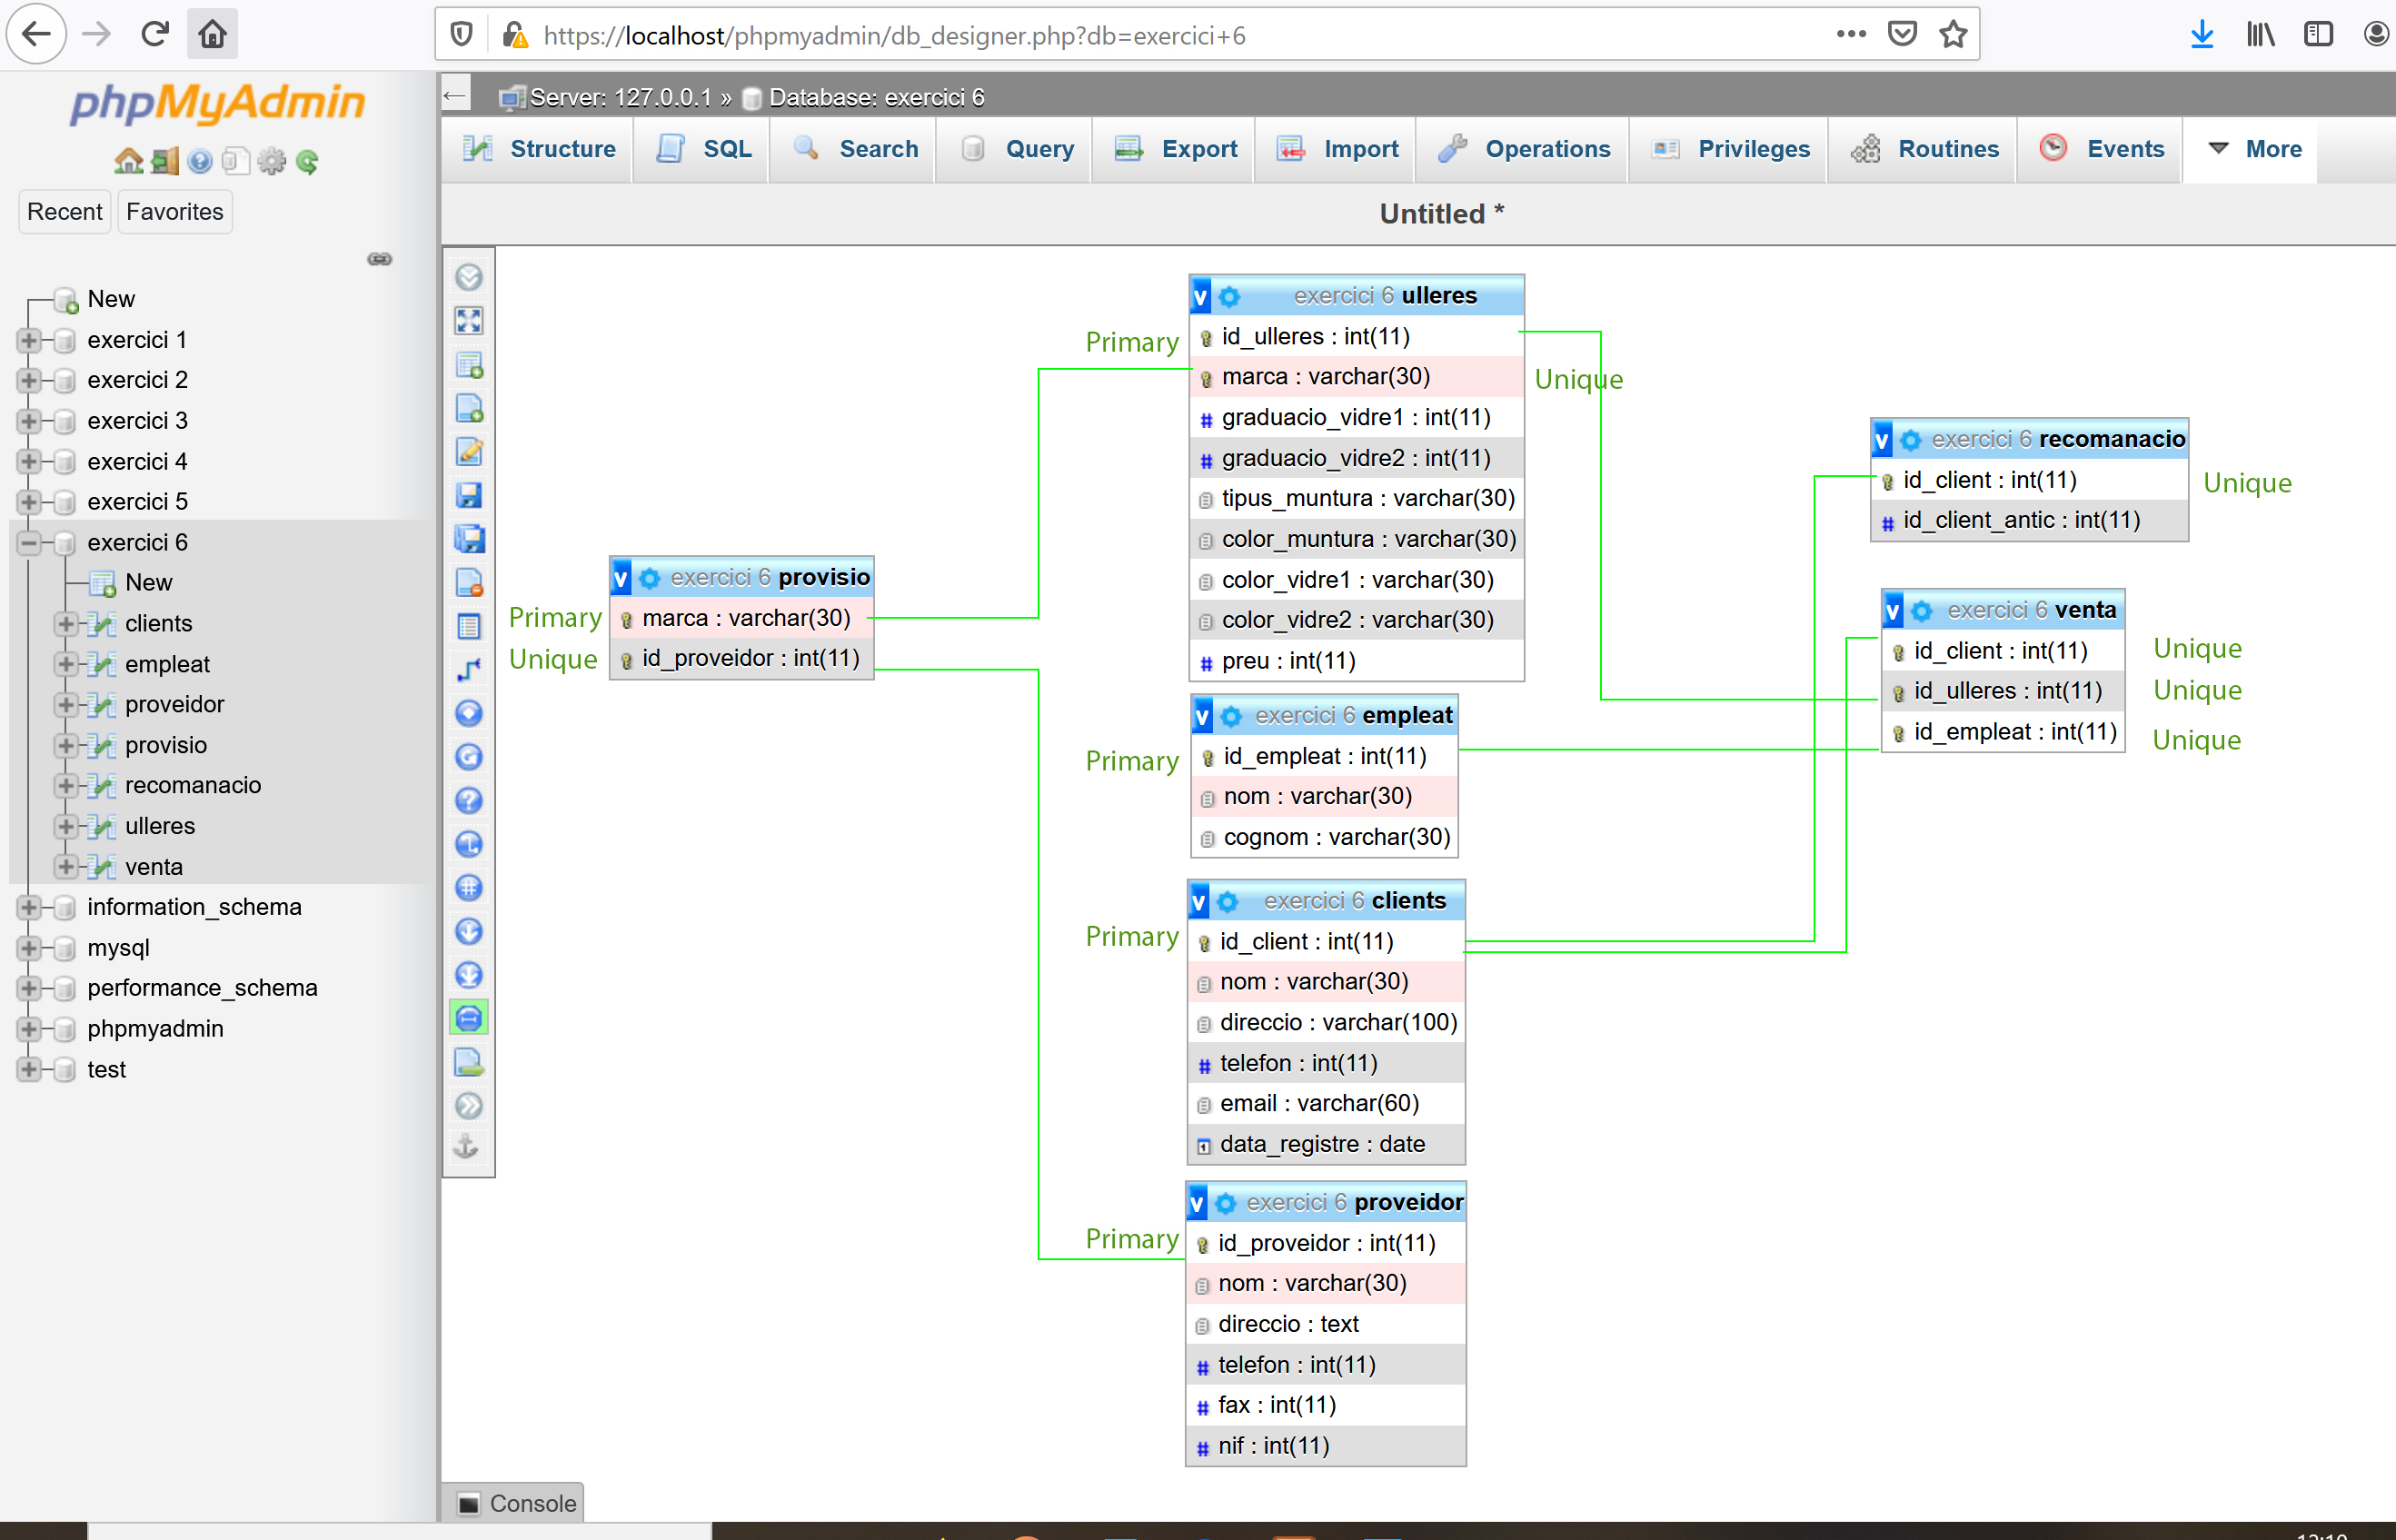 https://localhost/phpmyadmin/db_designer.php?db=exercici+6
phpMyAdmin
Recent Favorites
New
exercici 1
exercici 2
exercici 3
exercici 4
exercici 5
exercici 6
New
clients
empleat
proveidor
provisio
recomanacio
ulleres
venta
information_schema
mysql
performance_schema
phpmyadmin
test
Server: 127.0.0.1 » Database: exercici 6
Structure SQL Search Query Export Import Operations Privileges Routines Events More
Untitled *
exercici 6 provisio
Primary marca : varchar(30)
Unique id_proveidor : int(11)
v exercici 6 ulleres
Primary id_ulleres : int(11)
marca : varchar(30) Unique
# graduacio_vidre1 : int(11)
# graduacio_vidre2 : int(11)
tipus_muntura : varchar(30)
color_muntura : varchar(30)
color_vidre1 : varchar(30)
color_vidre2 : varchar(30)
# preu : int(11)
v exercici 6 empleat
Primary id_empleat : int(11)
nom : varchar(30)
cognom : varchar(30)
v exercici 6 clients
Primary id_client : int(11)
nom : varchar(30)
direccio : varchar(100)
# telefon : int(11)
email : varchar(60)
data_registre : date
v exercici 6 proveidor
Primary id_proveidor : int(11)
nom : varchar(30)
direccio : text
# telefon : int(11)
# fax : int(11)
# nif : int(11)
v exercici 6 recomanacio
id_client : int(11) Unique
# id_client_antic : int(11)
v exercici 6 venta
id_client : int(11) Unique
id_ulleres : int(11) Unique
id_empleat : int(11) Unique
Console